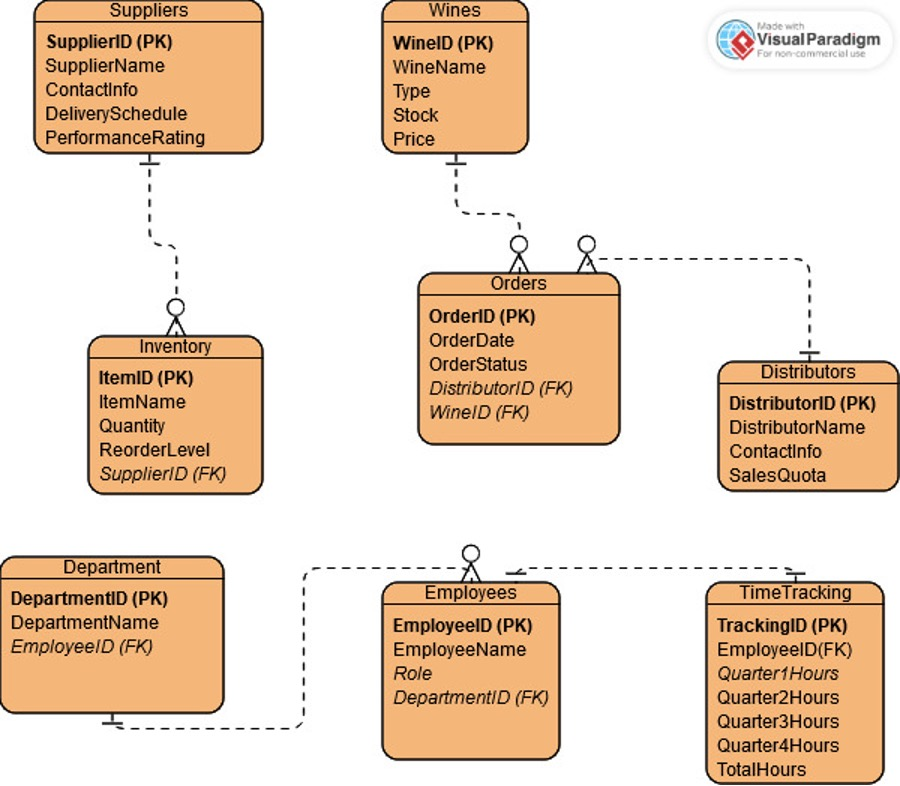 Suppliers
SupplierID (PK)
SupplierName
ContactInfo
DeliverySchedule
PerformanceRating
Wines
WineID (PK)
WineName
Type
Stock
Price
Made with
Visual Paradigm
For non-commercial use
Inventory
ItemID (PK)
ItemName
Quantity
ReorderLevel
SupplierID (FK)
Orders
OrderID (PK)
OrderDate
OrderStatus
DistributorID (FK)
WineID (FK)
Distributors
DistributorID (PK)
DistributorName
ContactInfo
SalesQuota
Department
DepartmentID (PK)
DepartmentName
EmployeeID (FK)
Employees
EmployeeID (PK)
EmployeeName
Role
DepartmentID (FK)
TimeTracking
TrackingID (PK)
EmployeeID(FK)
Quarter1Hours
Quarter2Hours
Quarter3Hours
Quarter4Hours
TotalHours